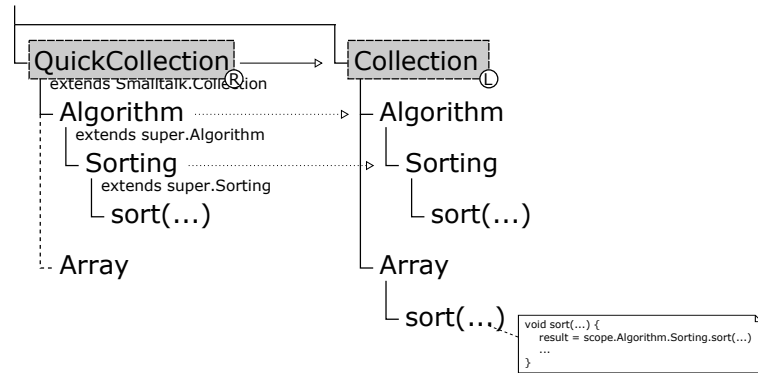 QuickCollection
R
extends Smalltalk.Collection
Algorithm
extends super.Algorithm
Sorting
extends super.Sorting
sort(...)
Array
Collection
L
Algorithm
Sorting
sort(...)
Array
sort(...)
void sort(...) {
result = scope.Algorithm.Sorting.sort(...)
...
}